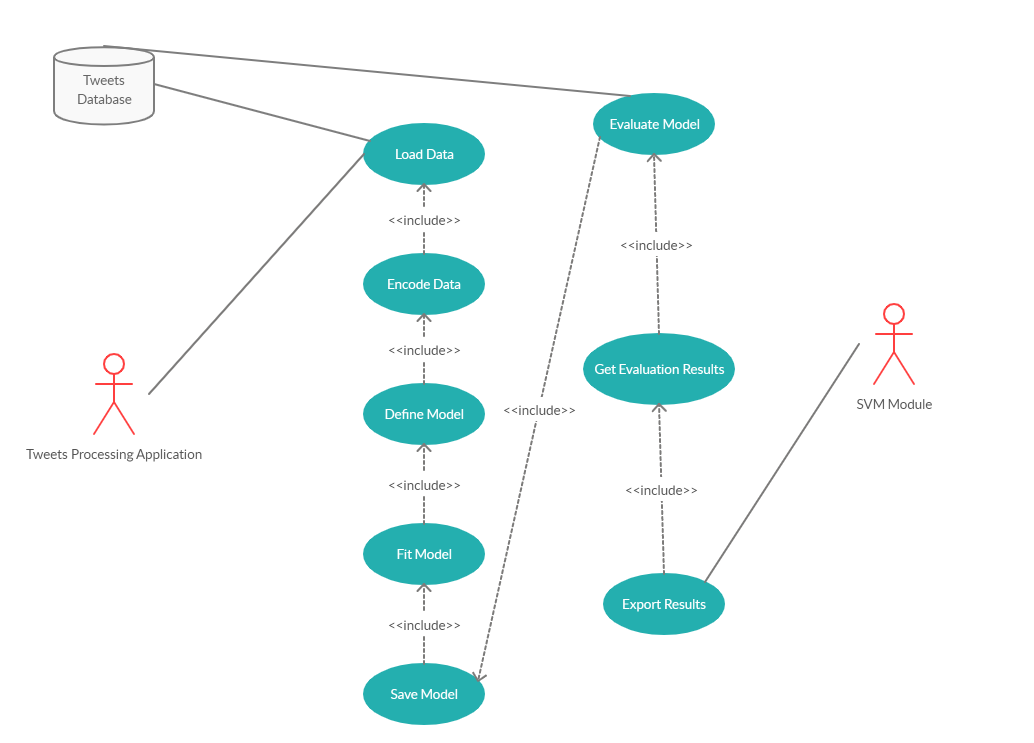 Tweets
Database
Evaluate Model
Load Data
<<include>>
<<include>>
Encode Data
<<include>>
Get Evaluation Results
SVM Module
Define Model
<<include>>
Tweets Processing Application
<<include>>
<<include>>
Fit Model
Export Results
<<include>>
Save Model